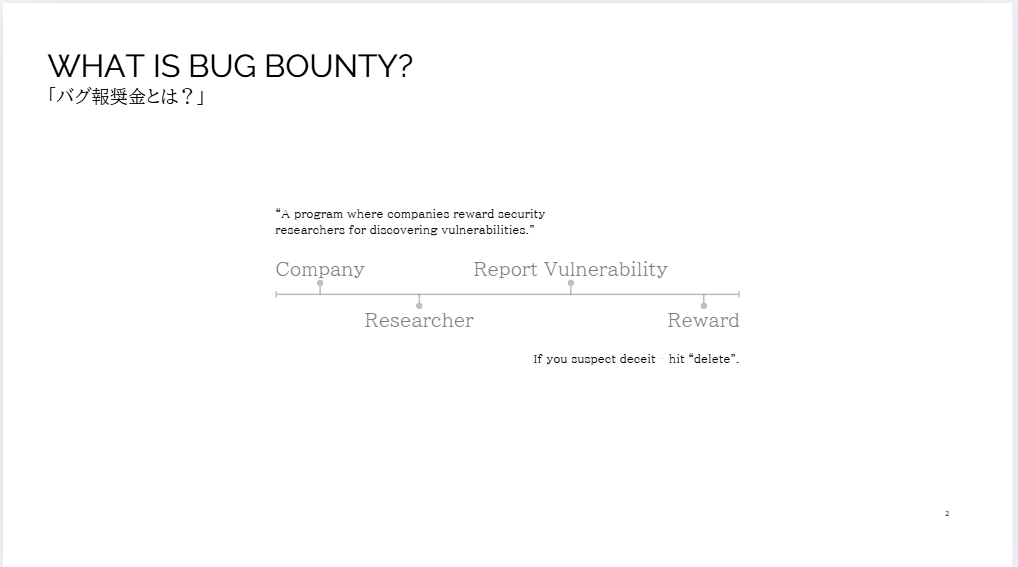 WHAT IS BUG BOUNTY?
「バグ報奨金とは？」
“A program where companies reward security
researchers for discovering vulnerabilities.”
Company
Report Vulnerability
Researcher
Reward
If you suspect deceit – hit “delete”.
2